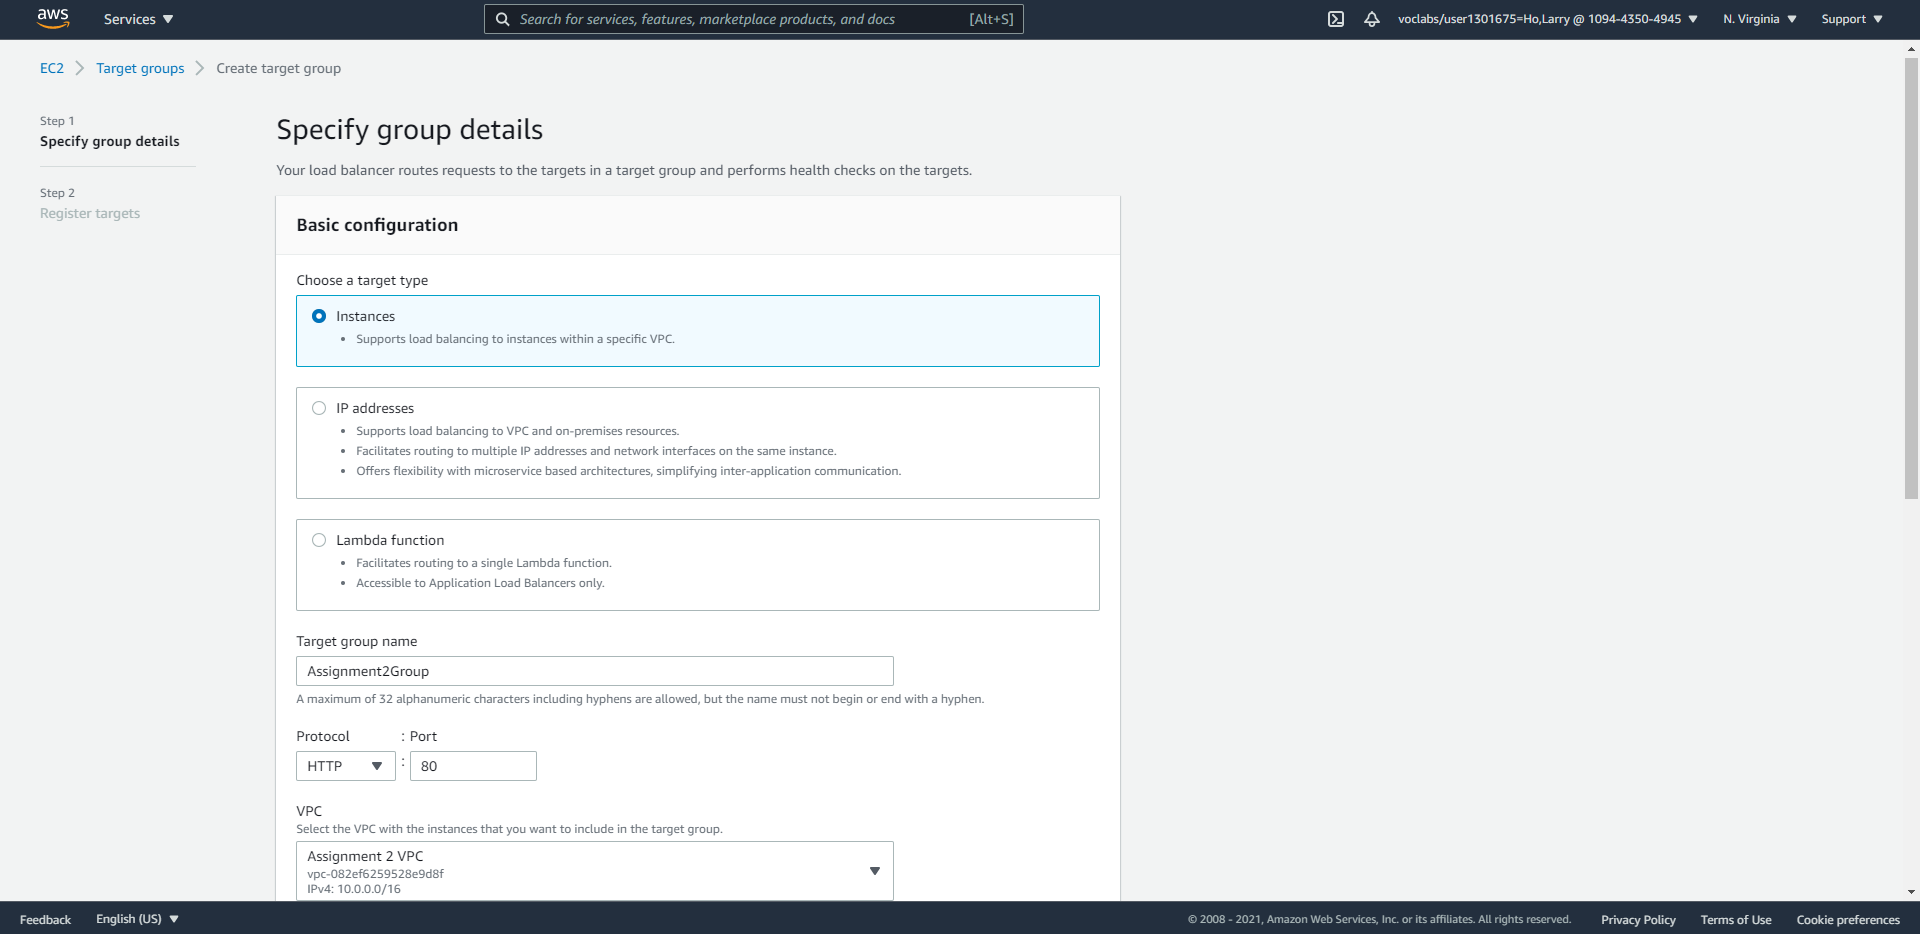 aws
Services
Search for services, features, marketplace products, and docs [Alt+S]
voclabs/user1301675=Ho,Larry @ 1094-4350-4945
N. Virginia
Support
EC2 Target groups Create target group
Step 1
Specify group details
Step 2
Register targets
Specify group details
Your load balancer routes requests to the targets in a target group and performs health checks on the targets.
Basic configuration
Choose a target type
Instances
• Supports load balancing to instances within a specific VPC.
IP addresses
• Supports load balancing to VPC and on-premises resources.
• Facilitates routing to multiple IP addresses and network interfaces on the same instance.
• Offers flexibility with microservice based architectures, simplifying inter-application communication.
Lambda function
• Facilitates routing to a single Lambda function.
• Accessible to Application Load Balancers only.
Target group name
Assignment2Group
A maximum of 32 alphanumeric characters including hyphens are allowed, but the name must not begin or end with a hyphen.
Protocol : Port
HTTP : 80
VPC
Select the VPC with the instances that you want to include in the target group.
Assignment 2 VPC
vpc-082ef6259528e9d8f
IPv4: 10.0.0.0/16
Feedback English (US)
© 2008 - 2021, Amazon Web Services, Inc. or its affiliates. All rights reserved. Privacy Policy Terms of Use Cookie preferences